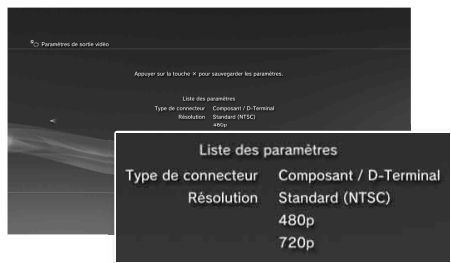 Paramètres de sortie vidéo
Appuyer sur la touche ✕ pour sauvegarder les paramètres.
Liste des paramètres
Type de connecteur Composant / D-Terminal
Résolution Standard (NTSC)
480p
Liste des paramètres
Type de connecteur Composant / D-Terminal
Résolution Standard (NTSC)
480p
720p